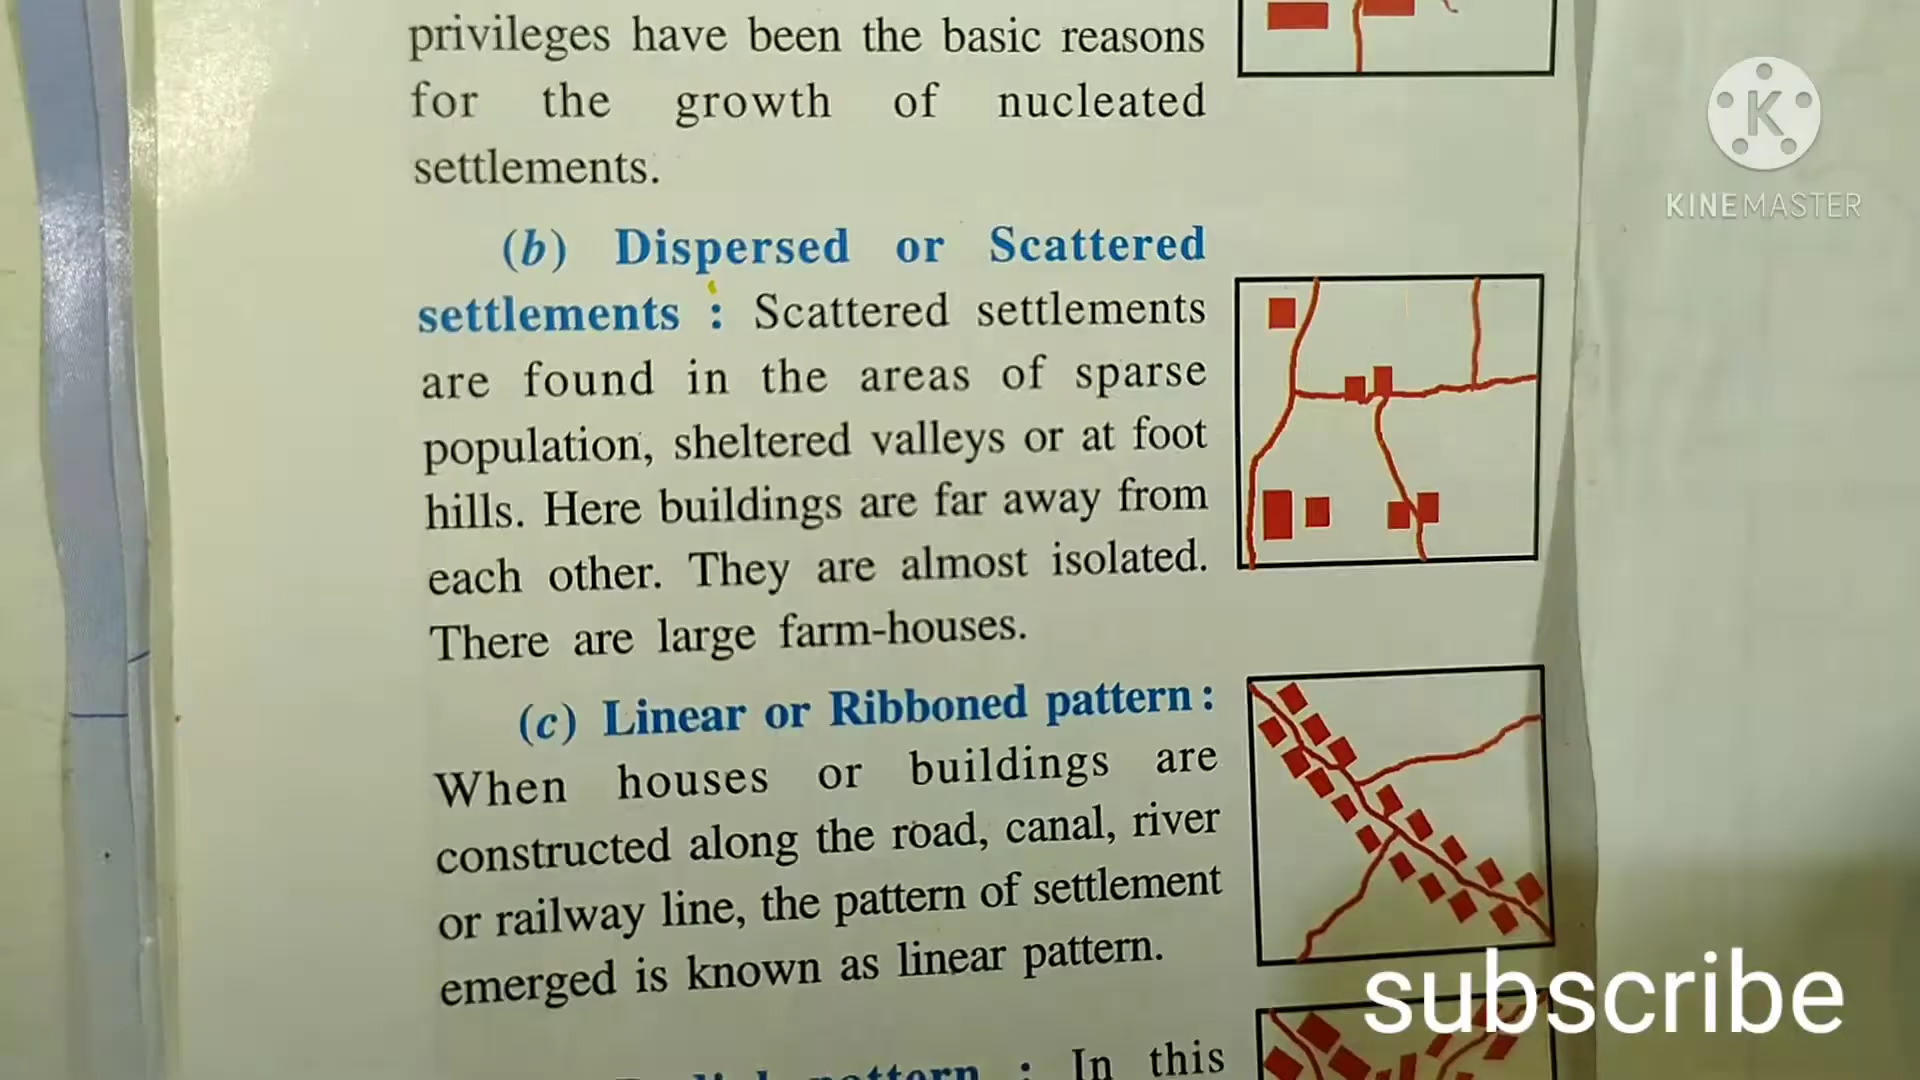 privileges have been the basic reasons
for the growth of nucleated
settlements.
(b) Dispersed or Scattered
settlements : Scattered settlements
are found in the areas of sparse
population, sheltered valleys or at foot
hills. Here buildings are far away from
each other. They are almost isolated.
There are large farm-houses.
(c) Linear or Ribboned pattern :
When houses or buildings are
constructed along the road, canal, river
or railway line, the pattern of settlement
emerged is known as linear pattern.
pattern : In this
K
KINEMASTER
subscribe